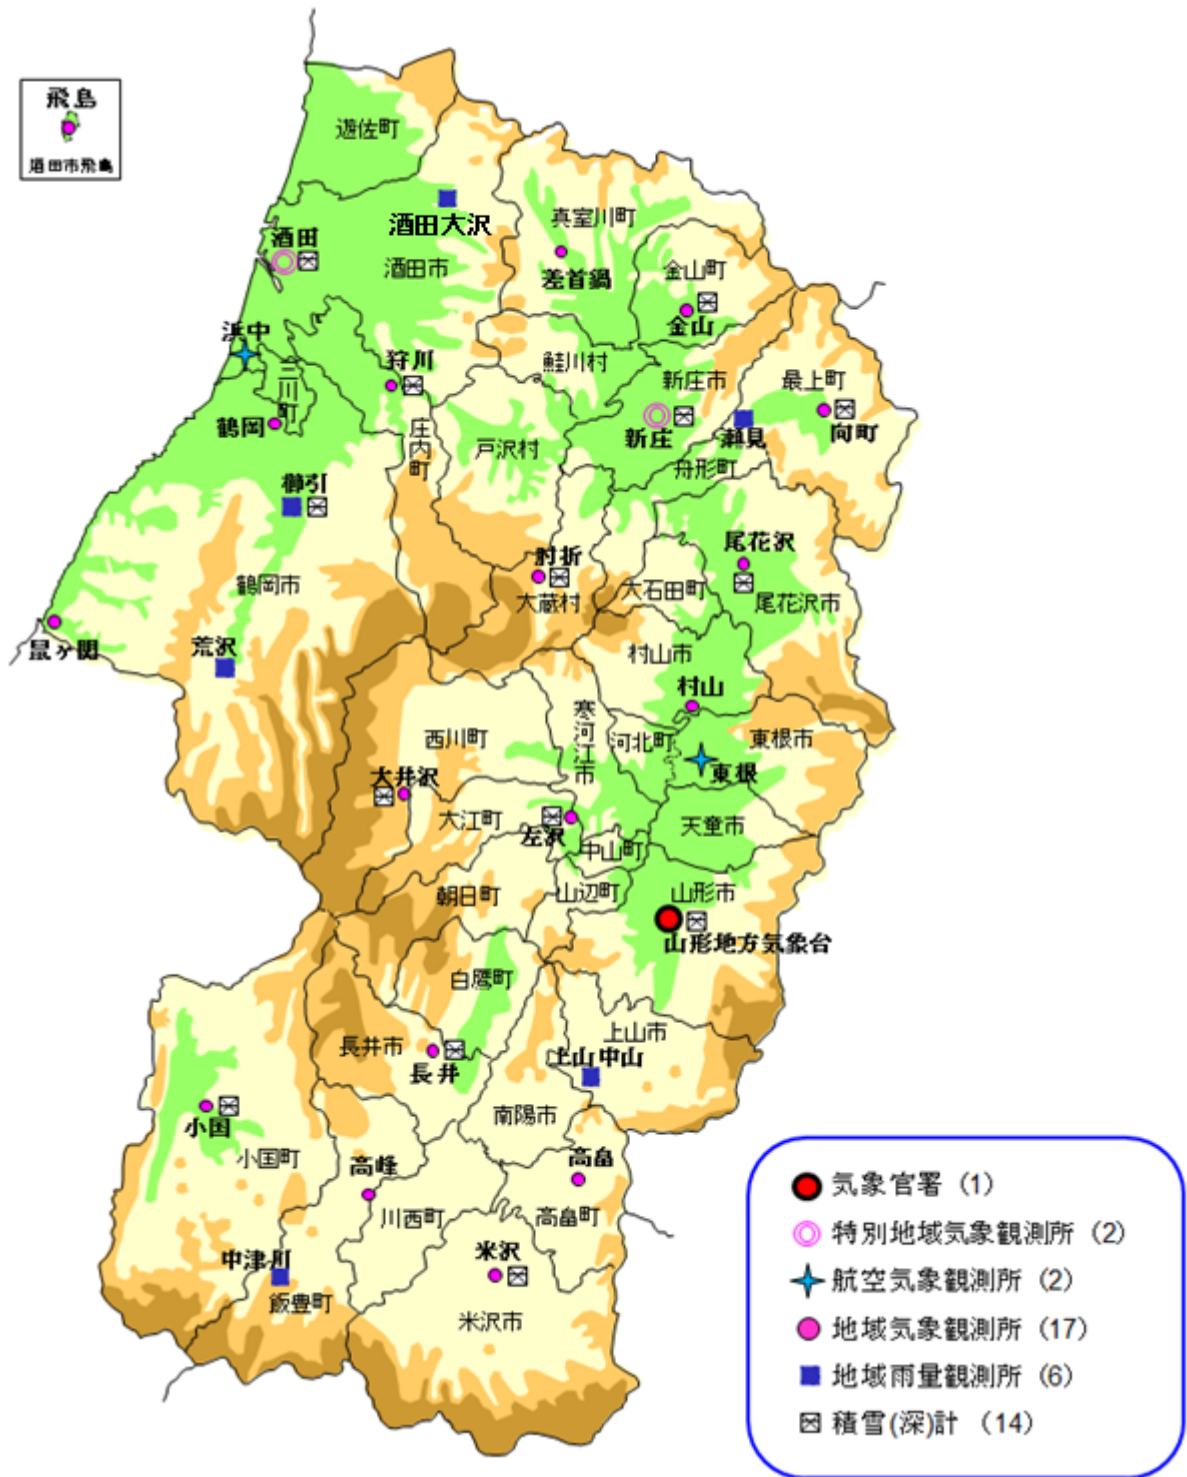 飛島
酒田市飛島
遊佐町
酒田大沢
真室川町
酒田
酒田市
差首鍋
金山町
金山
浜中
三川町
狩川
鮭川村
新庄市
最上町
鶴岡
庄内町
戸沢村
新庄
瀬見
向町
舟形町
櫛引
肘折
尾花沢
鶴岡市
大蔵村
大石田町
尾花沢市
鼠ヶ関
荒沢
村山市
村山
寒河江市
西川町
河北町
東根市
大井沢
東根
大江町
左沢
中山町
天童市
朝日町
山辺町
山形市
山形地方気象台
白鷹町
長井市
長井
上山市
上山中山
南陽市
小国
小国町
高峰
高畠
川西町
高畠町
中津川
飯豊町
米沢
米沢市
気象官署 (1)
特別地域気象観測所 (2)
航空気象観測所 (2)
地域気象観測所 (17)
地域雨量観測所 (6)
積雪(深)計 (14)